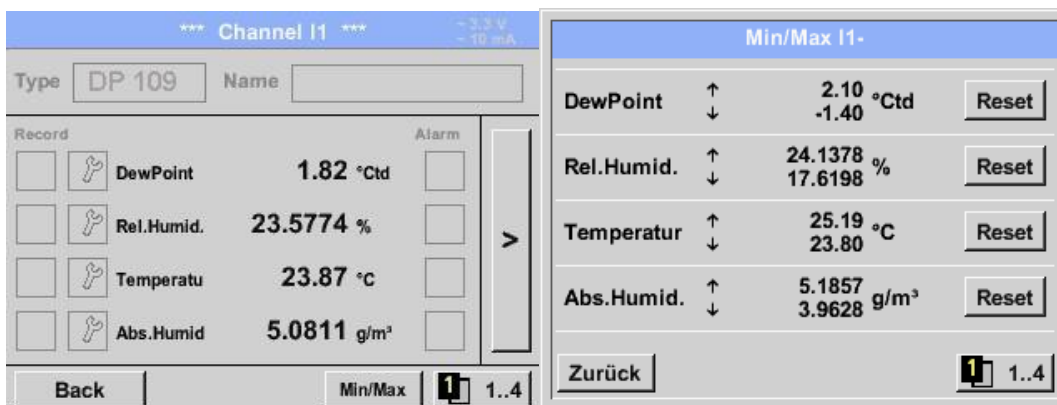 *** Channel I1 ***
~ 3.3 V
~ 10 mA
Type DP 109 Name
Record Alarm
DewPoint 1.82 °Ctd
Rel.Humid. 23.5774 %
Temperatu 23.87 °C
Abs.Humid 5.0811 g/m³
>
Back Min/Max 1 1..4
Min/Max I1-
DewPoint ↑ 2.10 °Ctd Reset
↓ -1.40
Rel.Humid. ↑ 24.1378 % Reset
↓ 17.6198
Temperatur ↑ 25.19 °C Reset
↓ 23.80
Abs.Humid. ↑ 5.1857 g/m³ Reset
↓ 3.9628
Zurück 1 1..4